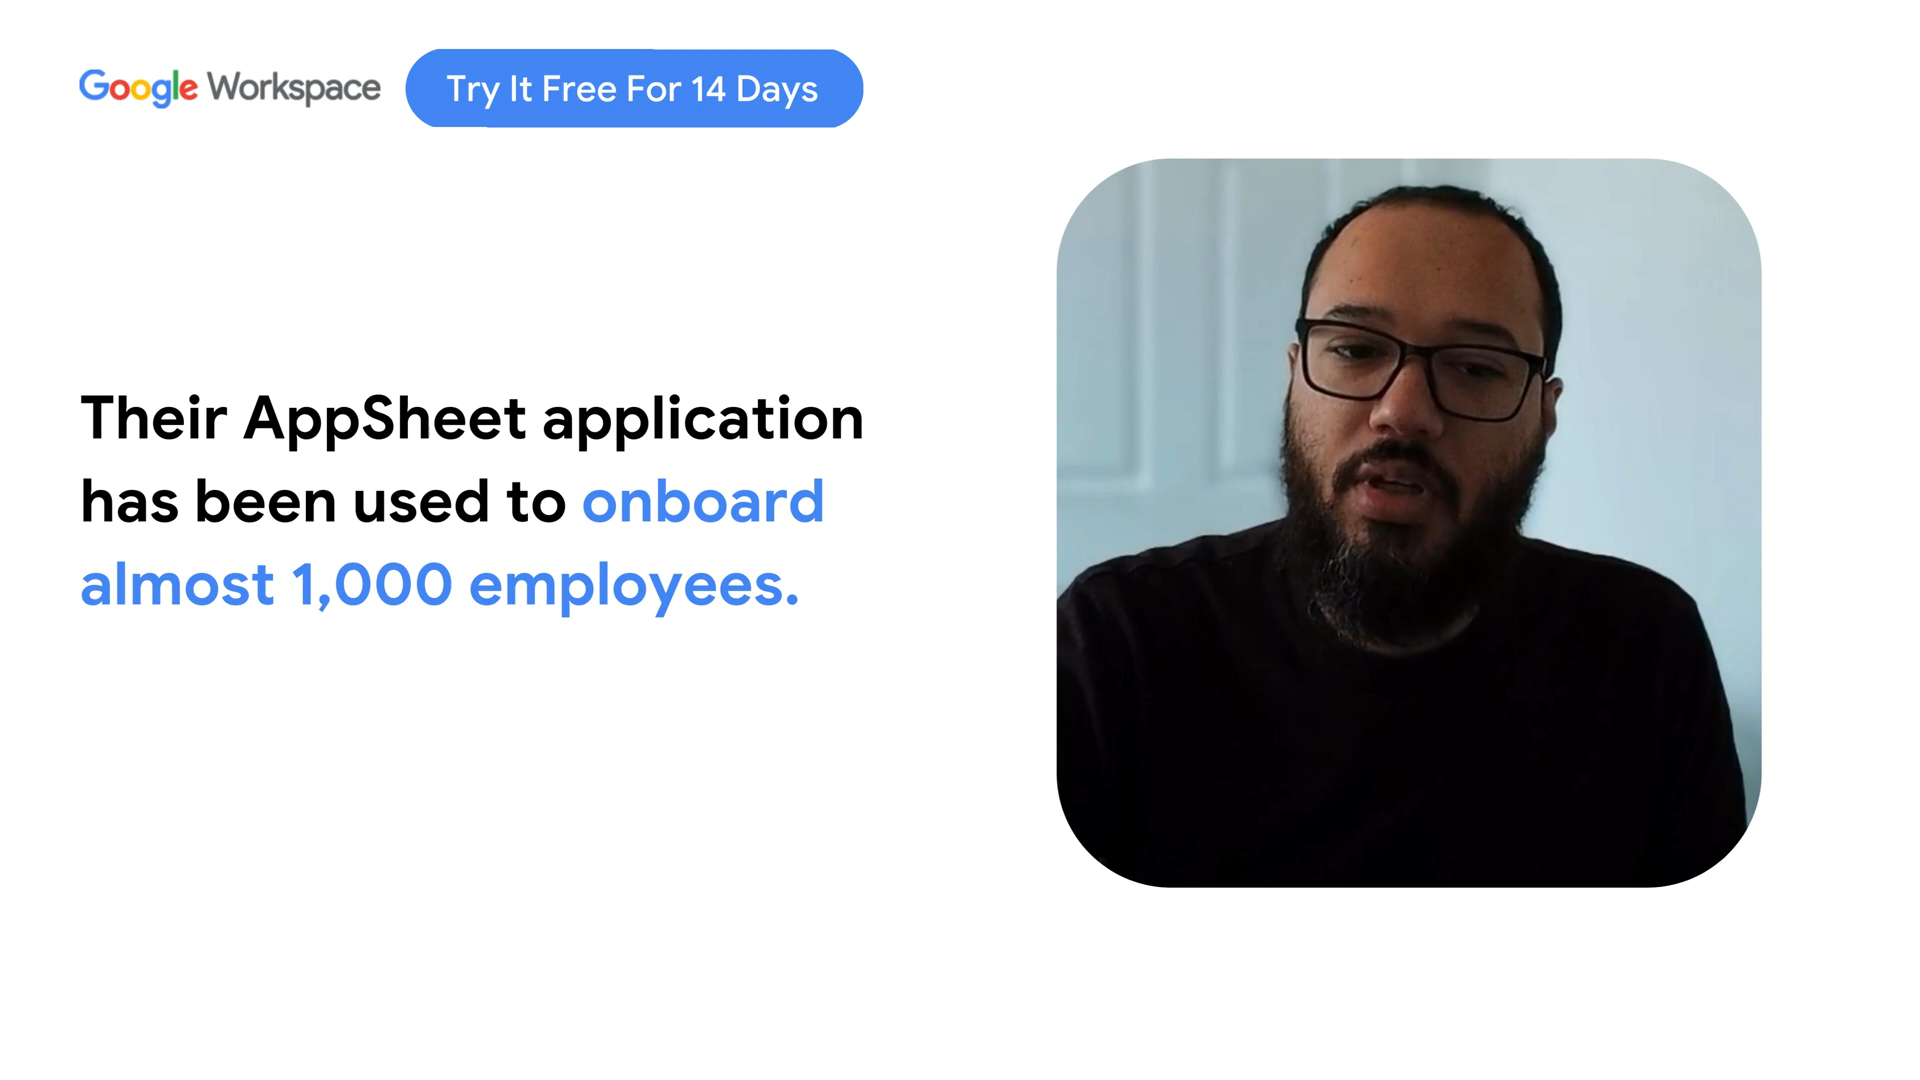 Google Workspace
Try It Free For 14 Days
Their AppSheet application
has been used to onboard
almost 1,000 employees.